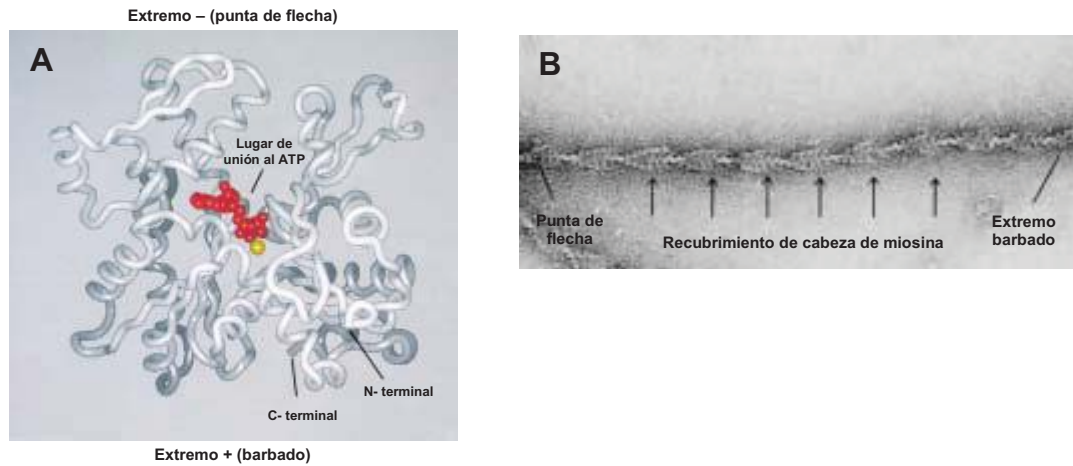 Extremo – (punta de flecha)
A
Lugar de
unión al ATP
N- terminal
C- terminal
Extremo + (barbado)
B
Punta de
flecha
Recubrimiento de cabeza de miosina
Extremo
barbado